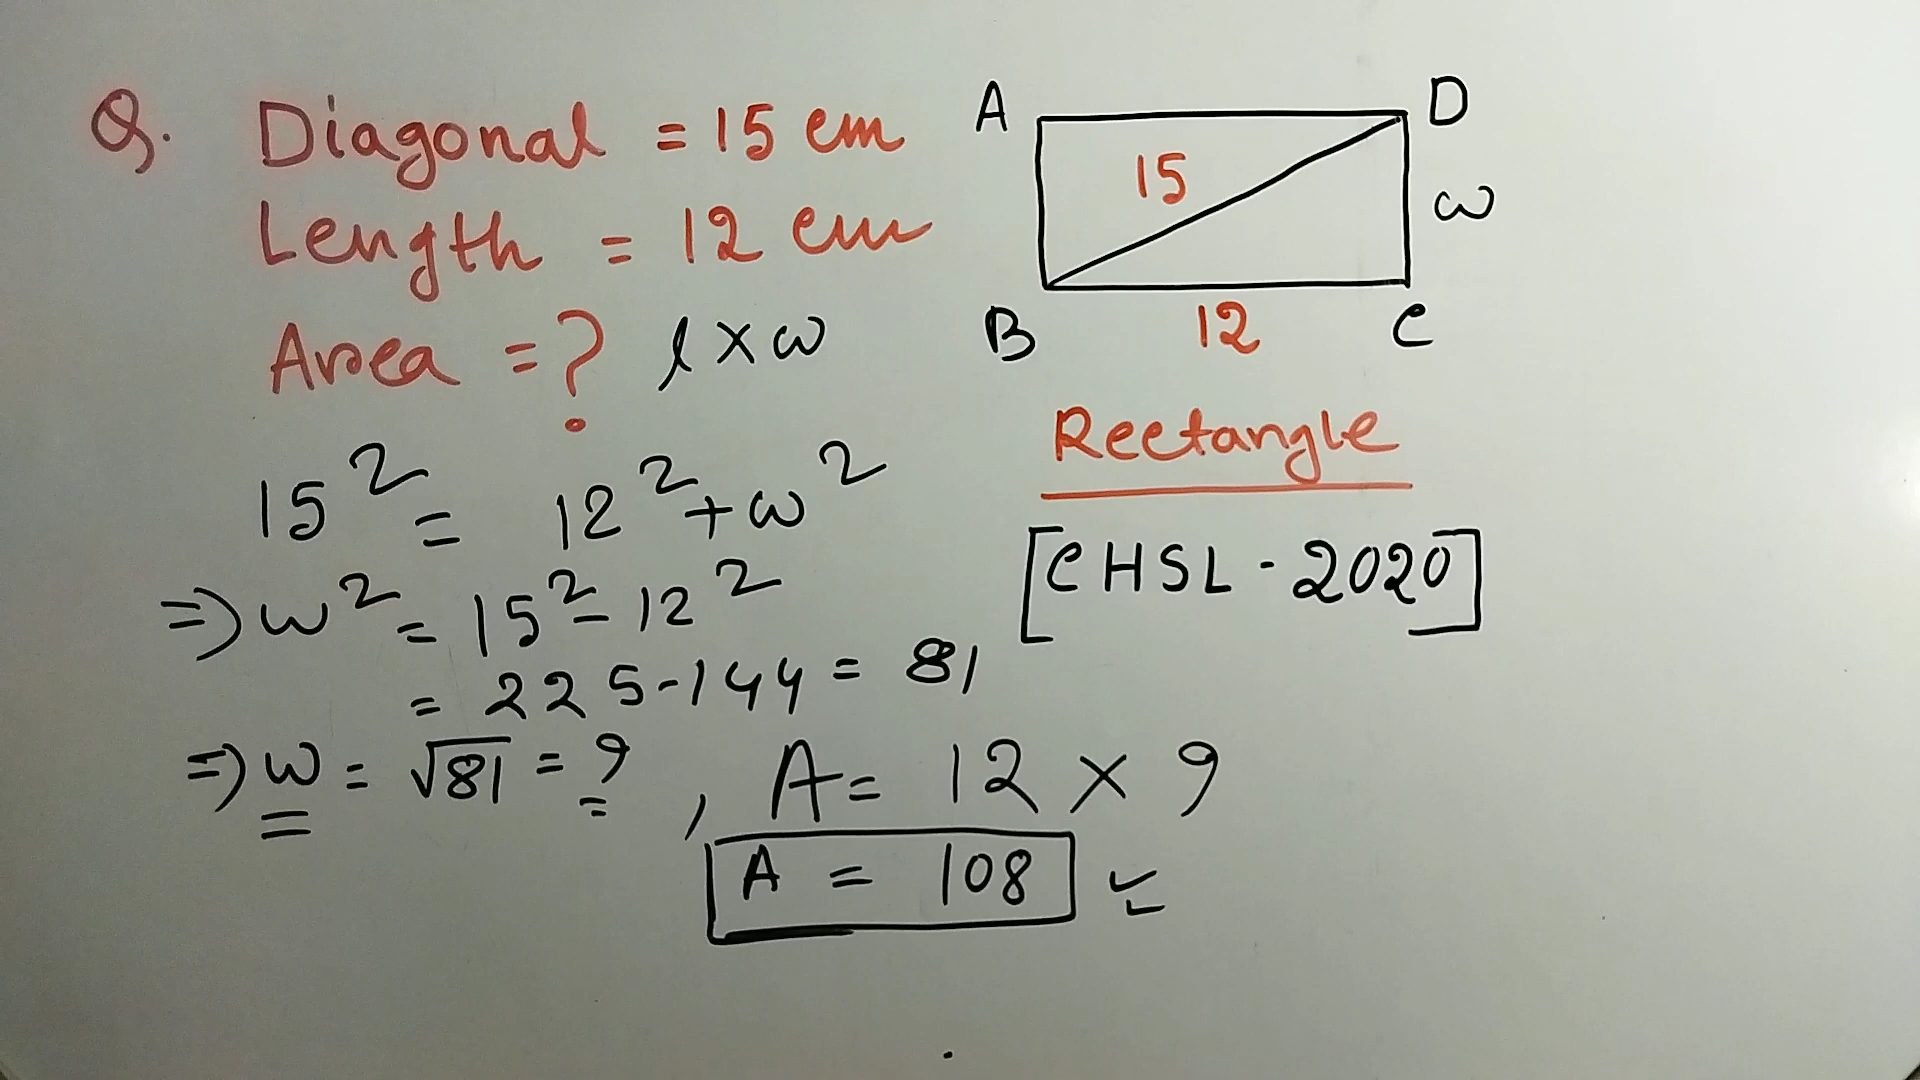 Q. Diagonal = 15 cm
Length = 12 cm
Area = ? l × w
15² = 12² + w²
⇒ w² = 15² - 12²
= 225 - 144 = 81
⇒ w = √81 = 9 , A = 12 × 9
A = 108
A D
15 w
B 12 C
Rectangle
[CHSL - 2020]